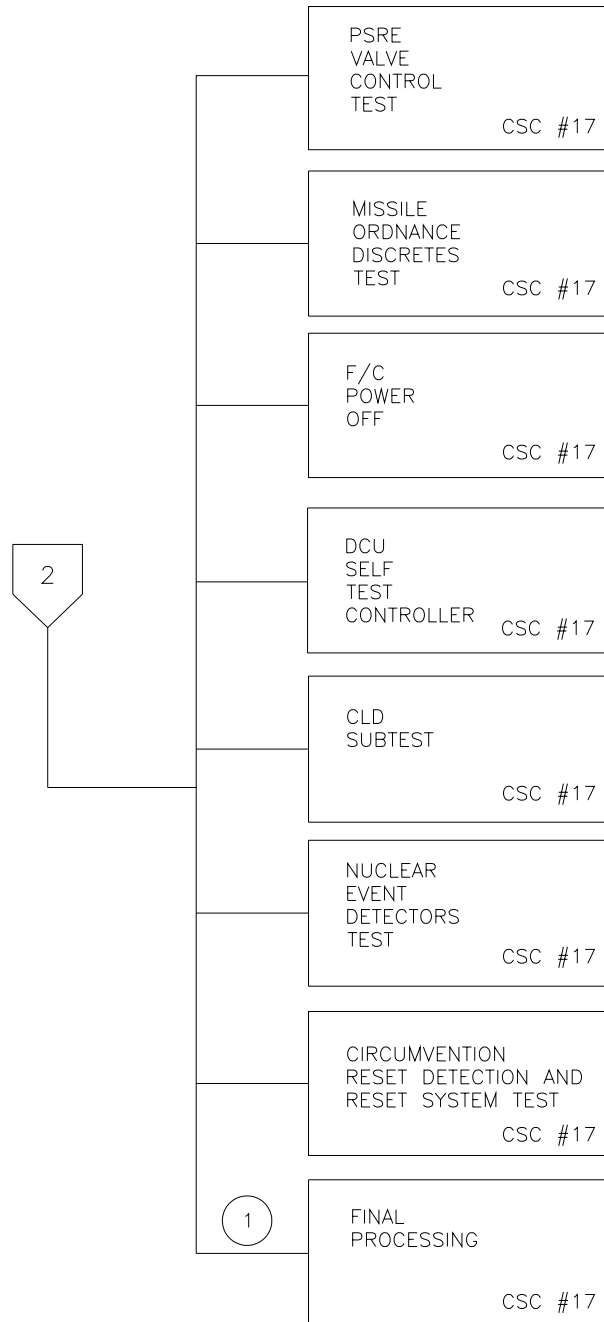 PSRE
VALVE
CONTROL
TEST
CSC #17
MISSILE
ORDNANCE
DISCRETES
TEST
CSC #17
F/C
POWER
OFF
CSC #17
2
DCU
SELF
TEST
CONTROLLER
CSC #17
CLD
SUBTEST
CSC #17
NUCLEAR
EVENT
DETECTORS
TEST
CSC #17
CIRCUMVENTION
RESET DETECTION AND
RESET SYSTEM TEST
CSC #17
1
FINAL
PROCESSING
CSC #17